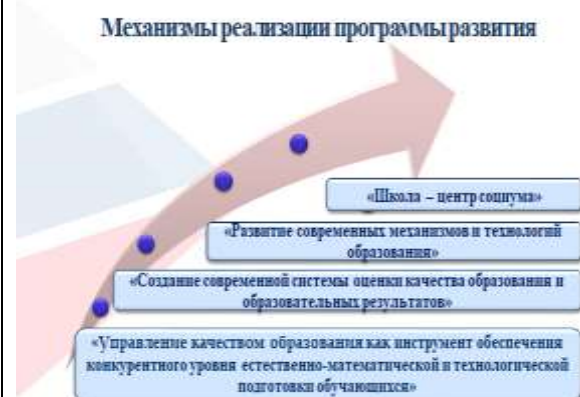 Механизмы реализации программы развития
«Школа – центр социума»
«Развитие современных механизмов и технологий
образования»
«Создание современной системы оценки качества образования и
образовательных результатов»
«Управление качеством образования как инструмент обеспечения
конкурентного уровня естественно-математической и технологической
подготовки обучающихся»